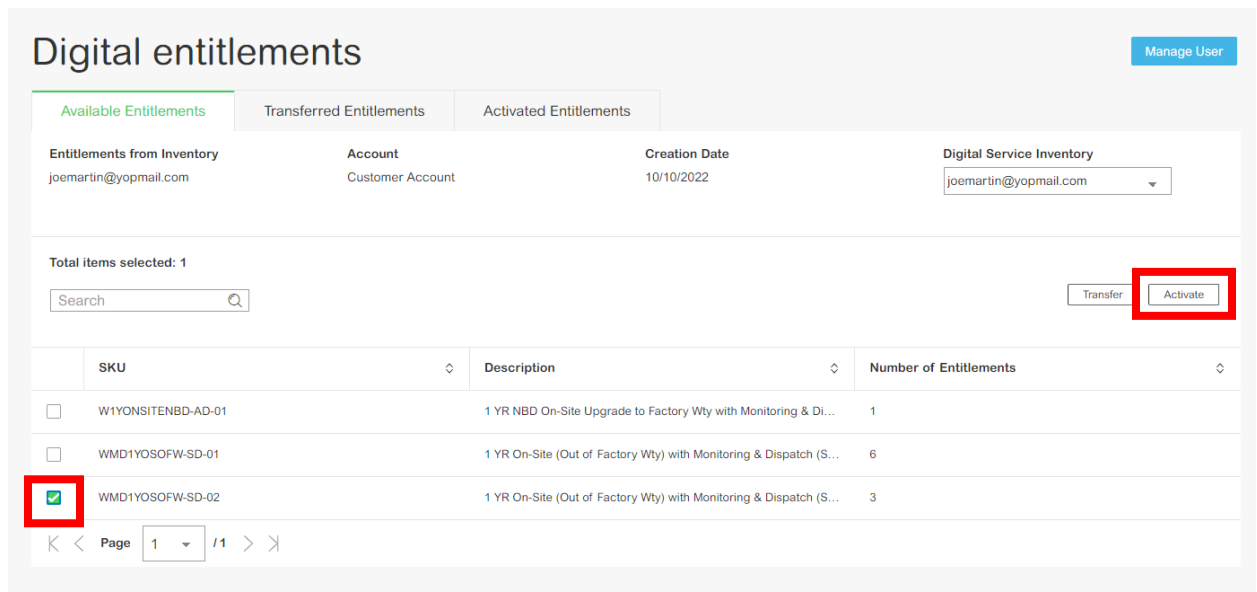 Digital entitlements
Manage User
Available Entitlements Transferred Entitlements Activated Entitlements
Entitlements from Inventory Account Creation Date Digital Service Inventory
joemartin@yopmail.com Customer Account 10/10/2022 joemartin@yopmail.com
Total items selected: 1
Search Transfer Activate
SKU Description Number of Entitlements
W1YONSITENBD-AD-01 1 YR NBD On-Site Upgrade to Factory Wty with Monitoring & Di... 1
WMD1YOSOFW-SD-01 1 YR On-Site (Out of Factory Wty) with Monitoring & Dispatch (S... 6
WMD1YOSOFW-SD-02 1 YR On-Site (Out of Factory Wty) with Monitoring & Dispatch (S... 3
Page 1 / 1